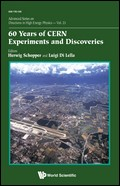 Advanced Series on
Directions in High Energy Physics — Vol. 23
60 Years of CERN
Experiments and Discoveries
Editors
Herwig Schopper and Luigi Di Lella
World Scientific